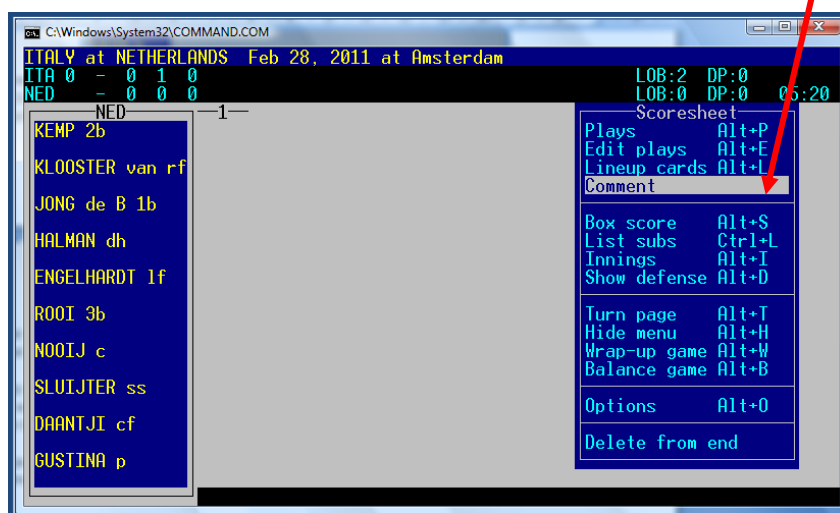 C:\Windows\System32\COMMAND.COM
ITALY at NETHERLANDS Feb 28, 2011 at Amsterdam
ITA 0 - 0 1 0 LOB:2 DP:0
NED - 0 0 0 LOB:0 DP:0 05:20
NED
1
KEMP 2b
KLOOSTER van rf
JONG de B 1b
HALMAN dh
ENGELHARDT lf
ROOI 3b
NOOIJ c
SLUIJTER ss
DAANTJI cf
GUSTINA p
Scoresheet
Plays Alt+P
Edit plays Alt+E
Lineup cards Alt+L
Comment
Box score Alt+S
List subs Ctrl+L
Innings Alt+I
Show defense Alt+D
Turn page Alt+T
Hide menu Alt+H
Wrap-up game Alt+W
Balance game Alt+B
Options Alt+O
Delete from end